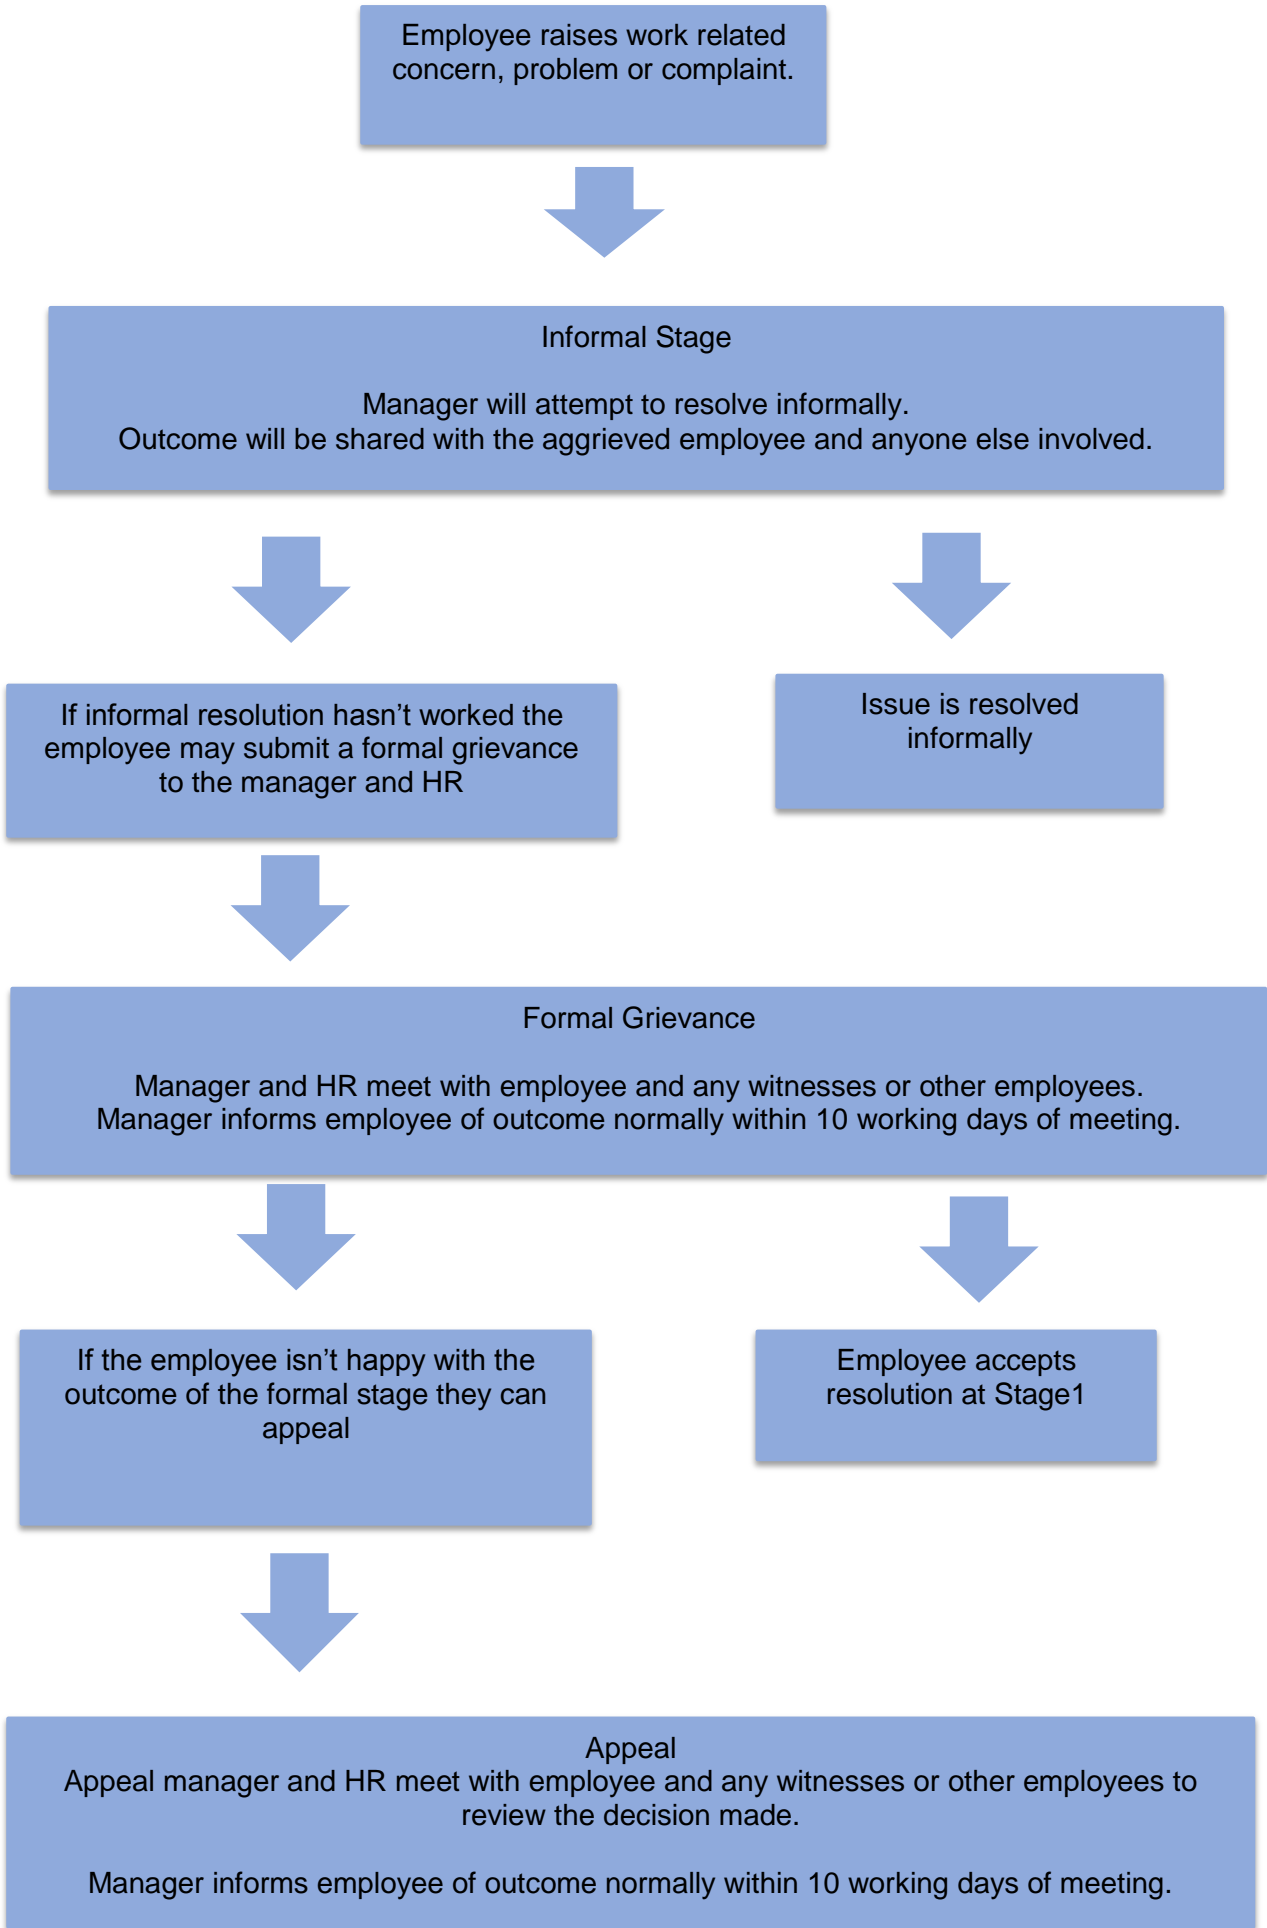 Employee raises work related
concern, problem or complaint.
Informal Stage
Manager will attempt to resolve informally.
Outcome will be shared with the aggrieved employee and anyone else involved.
If informal resolution hasn’t worked the
employee may submit a formal grievance
to the manager and HR
Issue is resolved
informally
Formal Grievance
Manager and HR meet with employee and any witnesses or other employees.
Manager informs employee of outcome normally within 10 working days of meeting.
If the employee isn’t happy with the
outcome of the formal stage they can
appeal
Employee accepts
resolution at Stage1
Appeal
Appeal manager and HR meet with employee and any witnesses or other employees to
review the decision made.
Manager informs employee of outcome normally within 10 working days of meeting.